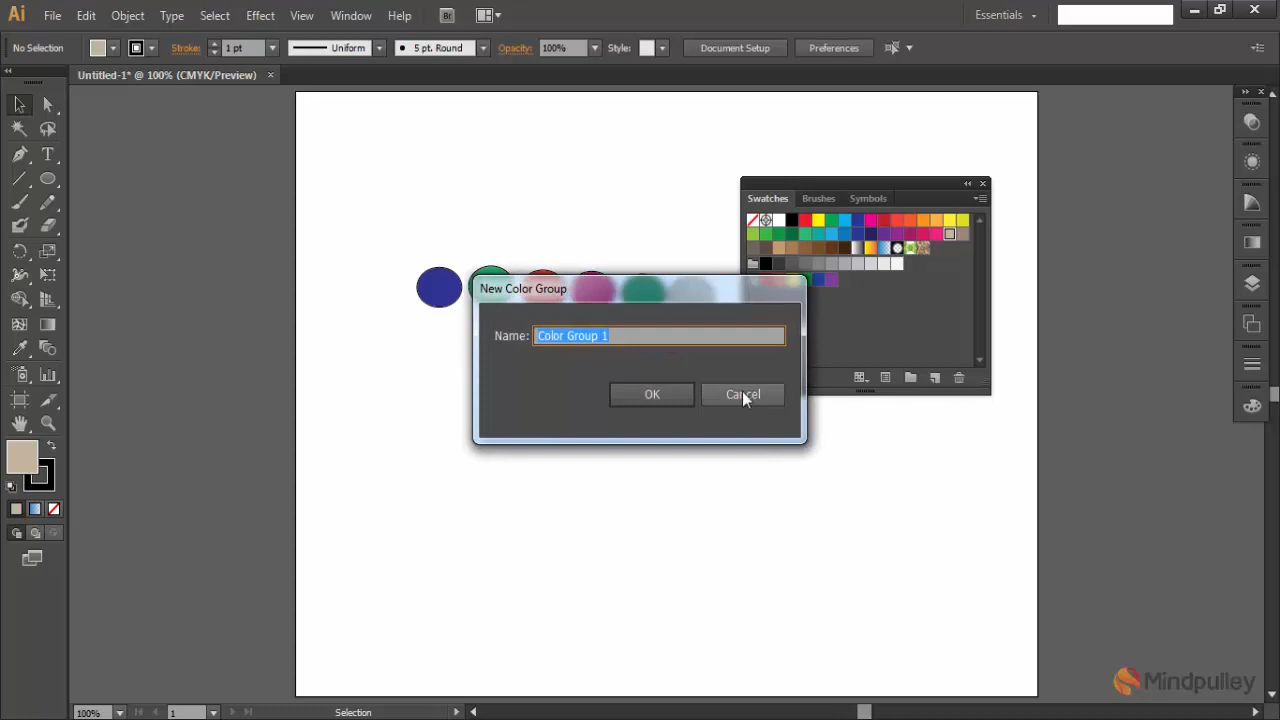 Ai File Edit Object Type Select Effect View Window Help Br Essentials
No Selection Stroke: 1 pt Uniform 5 pt. Round Opacity: 100% Style: Document Setup Preferences
Untitled-1* @ 100% (CMYK/Preview)
Swatches Brushes Symbols
New Color Group
Name: Color Group 1
OK Cancel
T
Mindpulley
100% 1 Selection